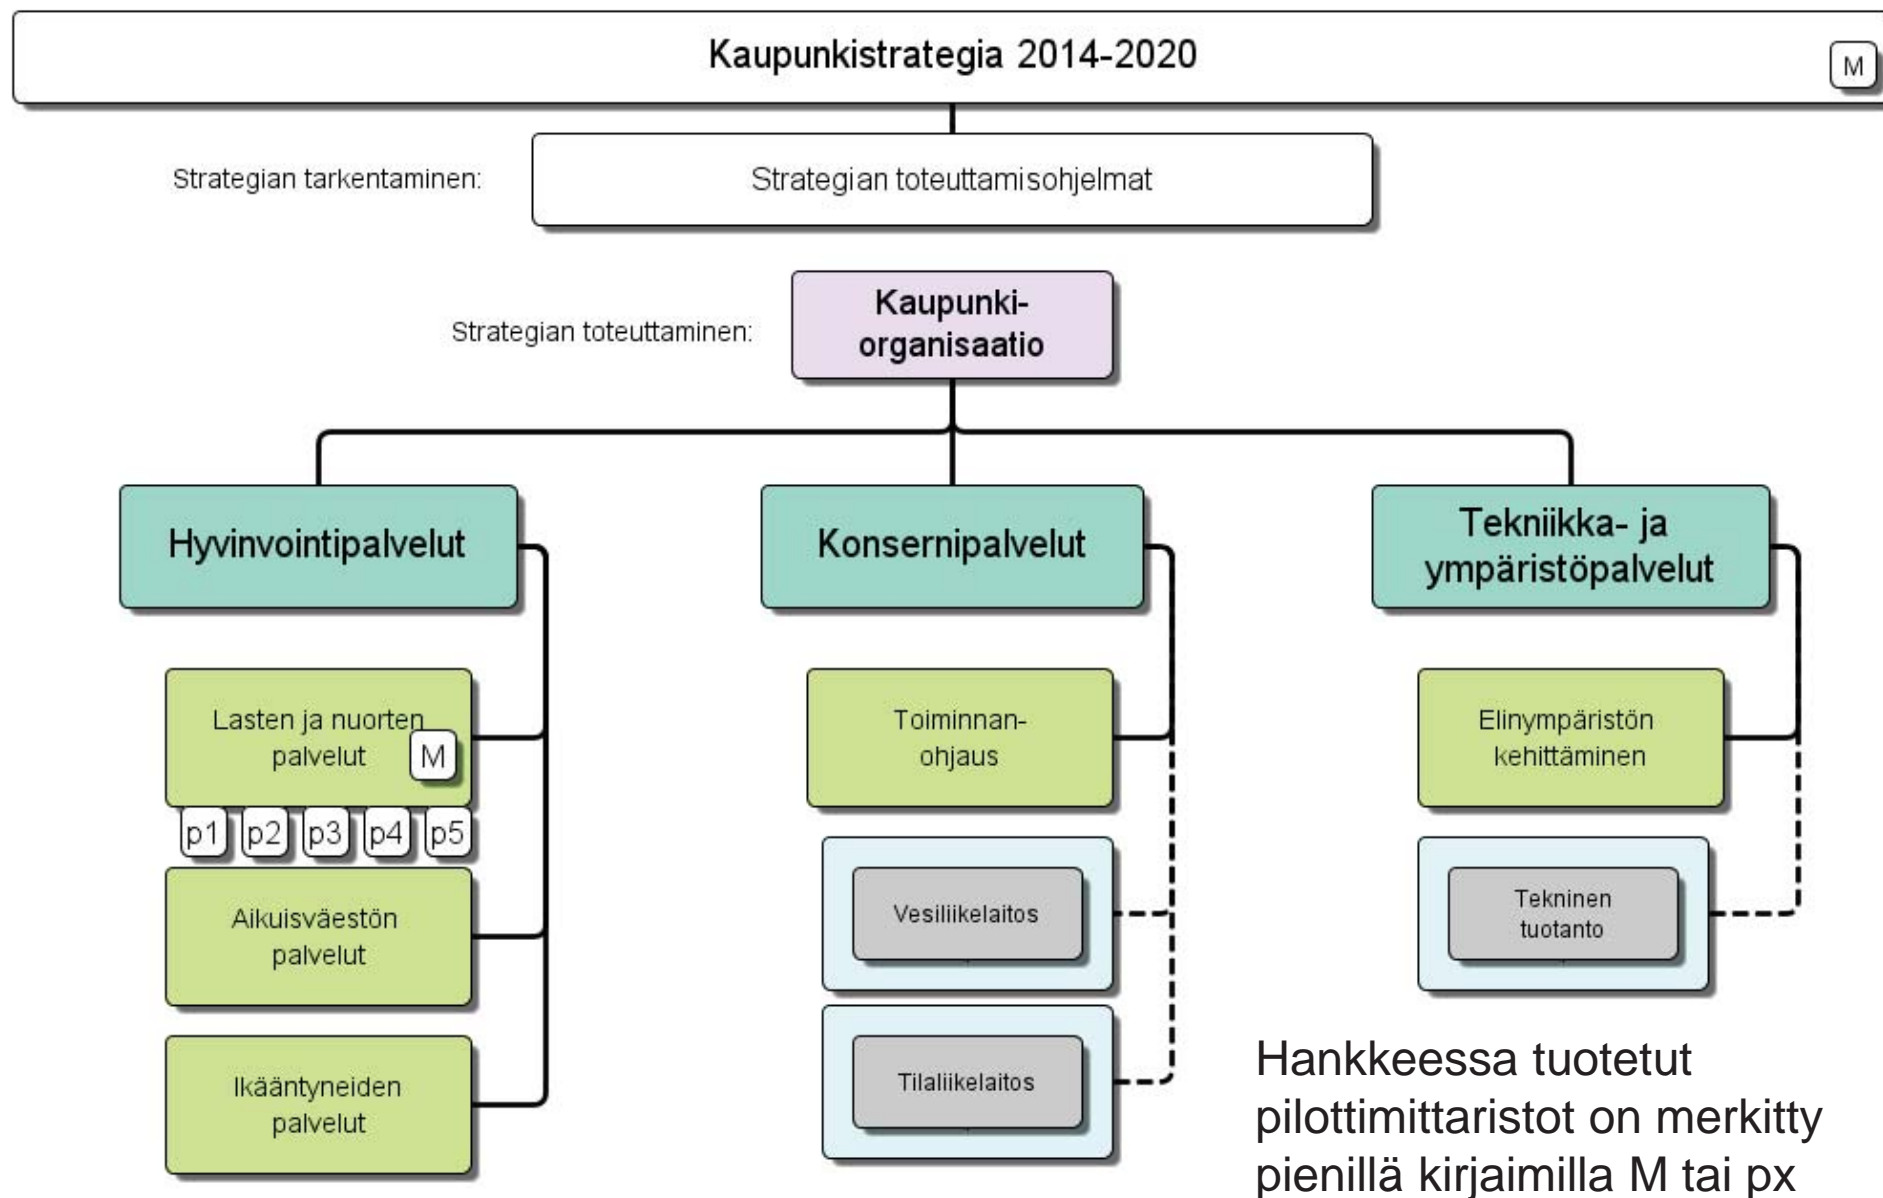 Kaupunkistrategia 2014-2020
M
Strategian tarkentaminen:
Strategian toteuttamisohjelmat
Strategian toteuttaminen:
Kaupunki-
organisaatio
Hyvinvointipalvelut
Konsernipalvelut
Tekniikka- ja
ympäristöpalvelut
Lasten ja nuorten
palvelut
M
p1 p2 p3 p4 p5
Aikuisväestön
palvelut
Ikääntyneiden
palvelut
Toiminnan-
ohjaus
Vesiliikelaitos
Tilaliikelaitos
Elinympäristön
kehittäminen
Tekninen
tuotanto
Hankkeessa tuotetut
pilottimittaristot on merkitty
pienillä kirjaimilla M tai px